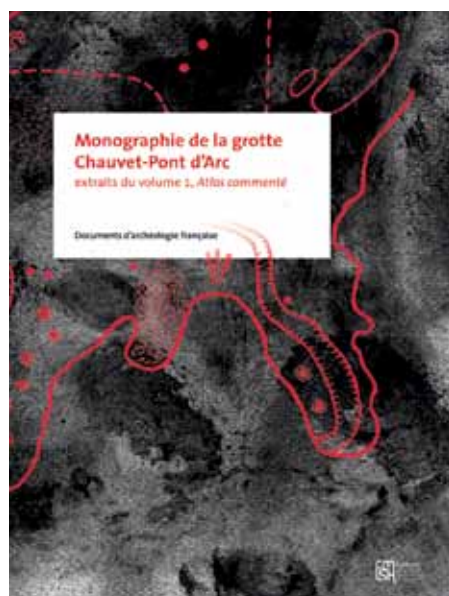 Monographie de la grotte
Chauvet-Pont d'Arc
extraits du volume 1, Atlas commenté
Documents d'archéologie française